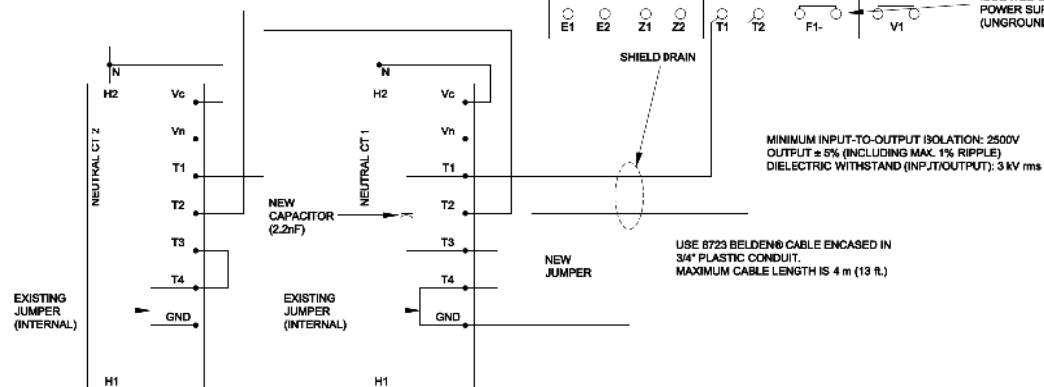 POWER SUP
(UNGROUND
E1 E2 Z1 Z2 T1 T2 F1- V1
SHIELD DRAIN
N
H2
Vc
Vn
T1
T2
T3
T4
GND
H1
NEUTRAL CT 2
EXISTING
JUMPER
(INTERNAL)
N
H2
Vc
Vn
T1
T2
T3
T4
GND
H1
NEUTRAL CT 1
NEW
CAPACITOR
(2.2nF)
EXISTING
JUMPER
(INTERNAL)
NEW
JUMPER
MINIMUM INPUT-TO-OUTPUT ISOLATION: 2500V
OUTPUT ± 5% (INCLUDING MAX. 1% RIPPLE)
DIELECTRIC WITHSTAND (INPUT/OUTPUT): 3 kV rms
USE 8723 BELDEN® CABLE ENCASED IN
3/4" PLASTIC CONDUIT.
MAXIMUM CABLE LENGTH IS 4 m (13 ft.)